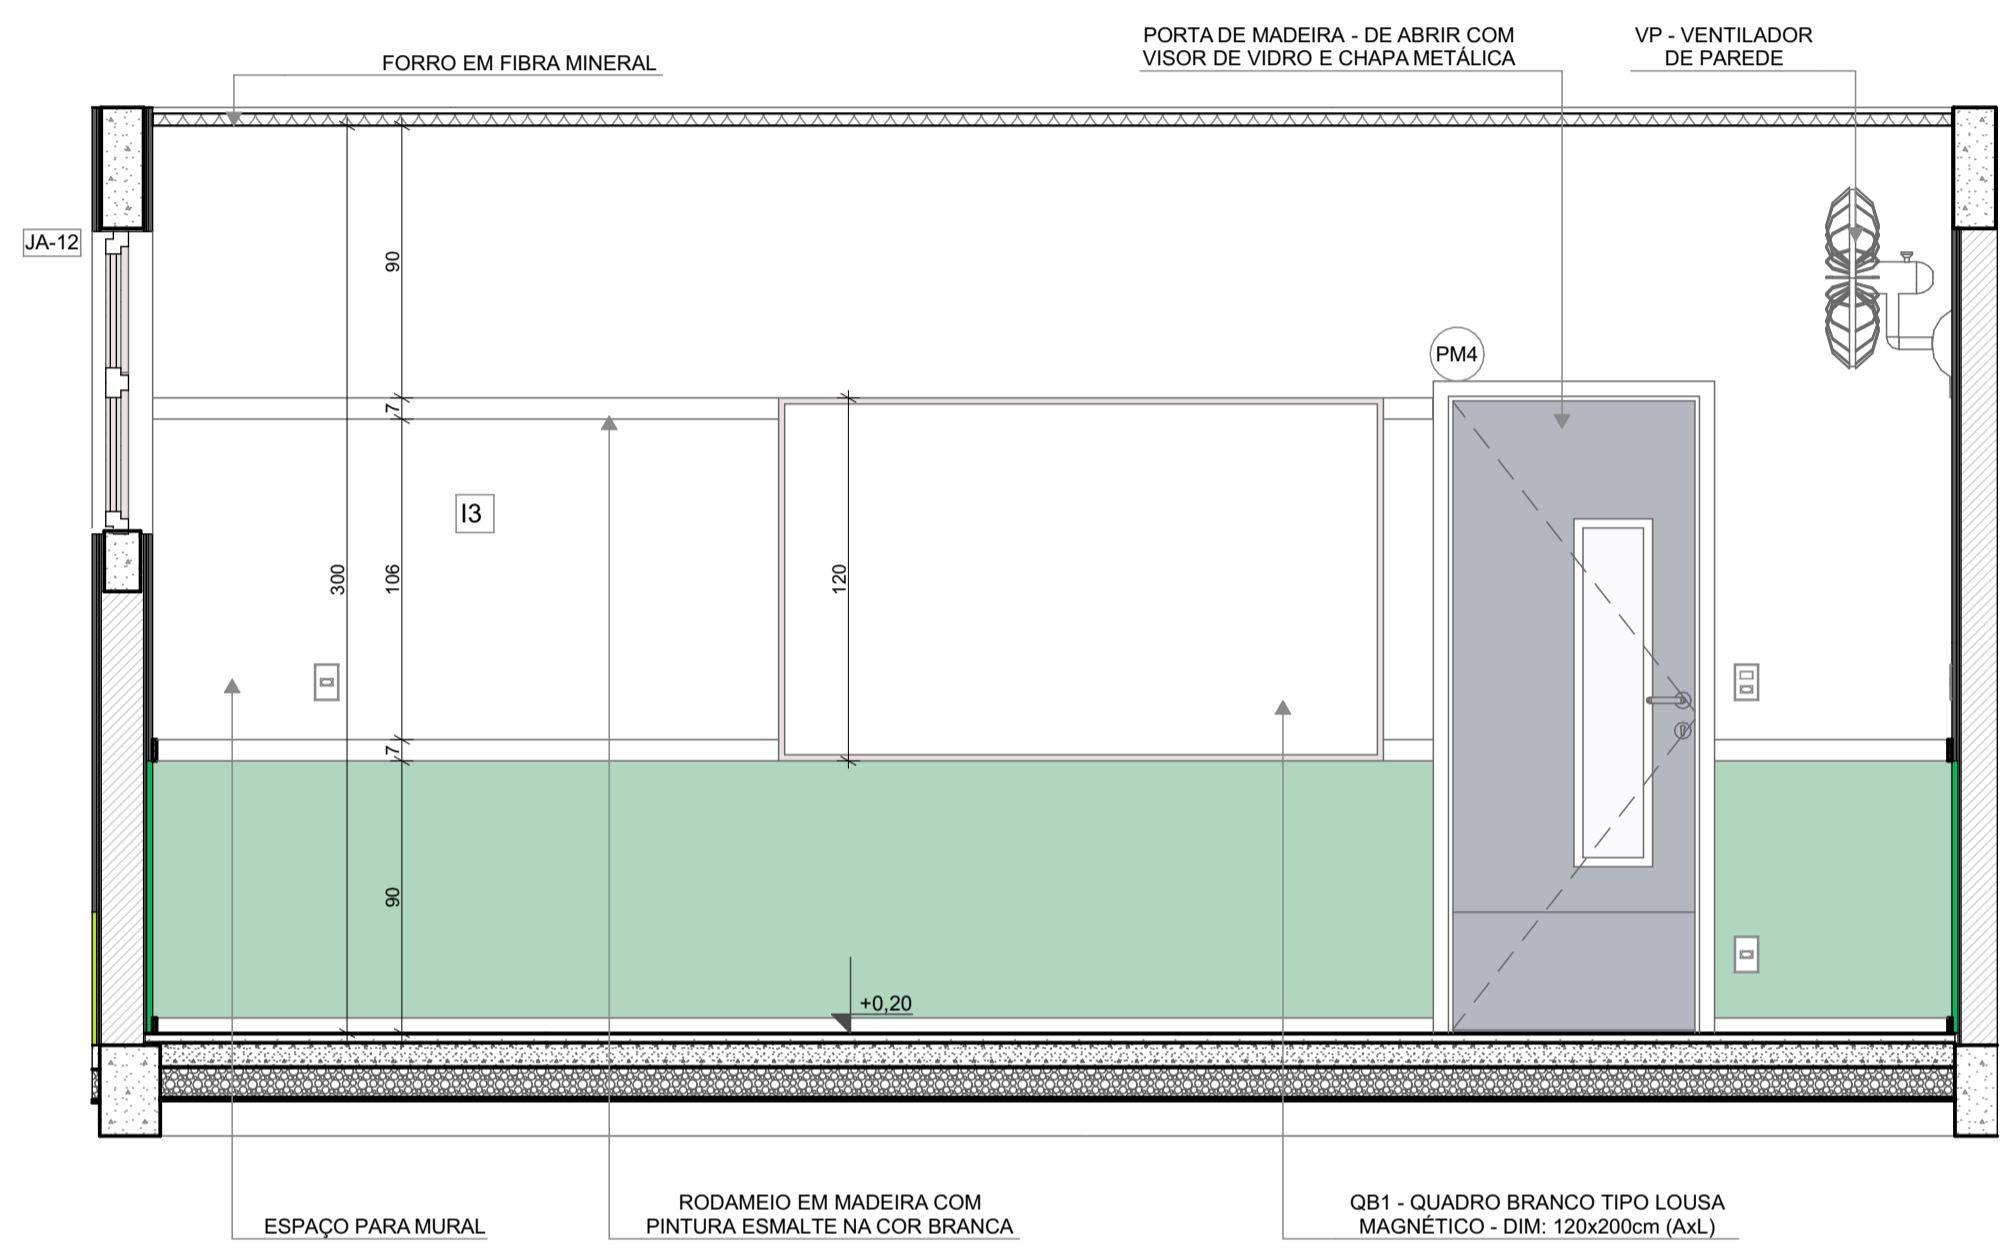 PORTA DE MADEIRA - DE ABRIR COM
VISOR DE VIDRO E CHAPA METÁLICA
VP - VENTILADOR
DE PAREDE
FORRO EM FIBRA MINERAL
JA-12
90
PM4
7
I3
300
106
120
7
90
+0,20
ESPAÇO PARA MURAL
RODAMEIO EM MADEIRA COM
PINTURA ESMALTE NA COR BRANCA
QB1 - QUADRO BRANCO TIPO LOUSA
MAGNÉTICO - DIM: 120x200cm (AxL)